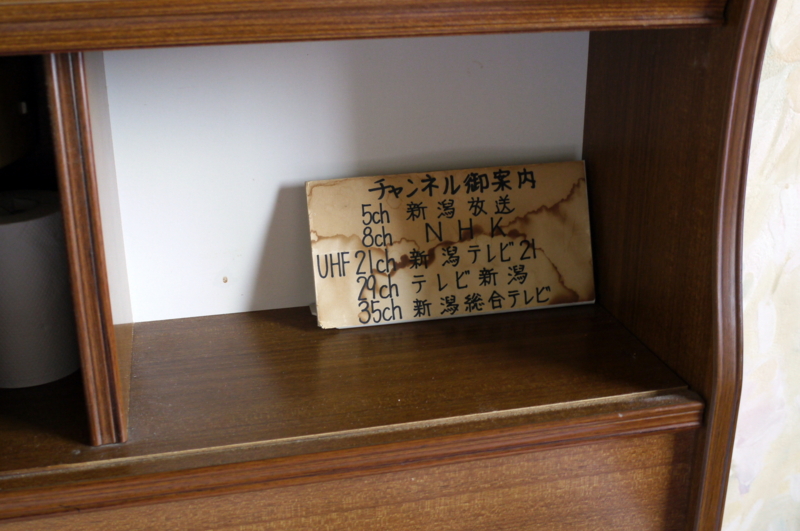 チャンネル御案内
5ch 新潟放送
8ch NHK
UHF 21ch 新潟テレビ21
29ch テレビ新潟
35ch 新潟総合テレビ